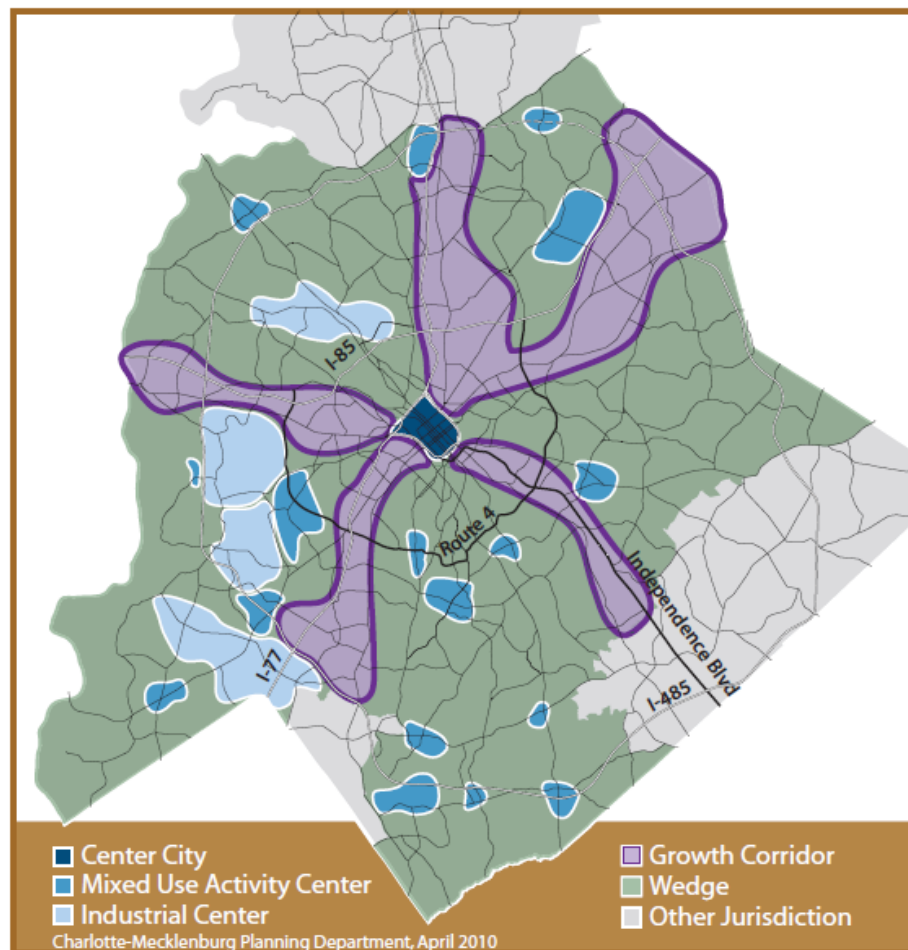 I-85
Route 4
Independence Blvd
I-77
I-485
Center City
Mixed Use Activity Center
Industrial Center
Growth Corridor
Wedge
Other Jurisdiction
Charlotte-Mecklenburg Planning Department, April 2010